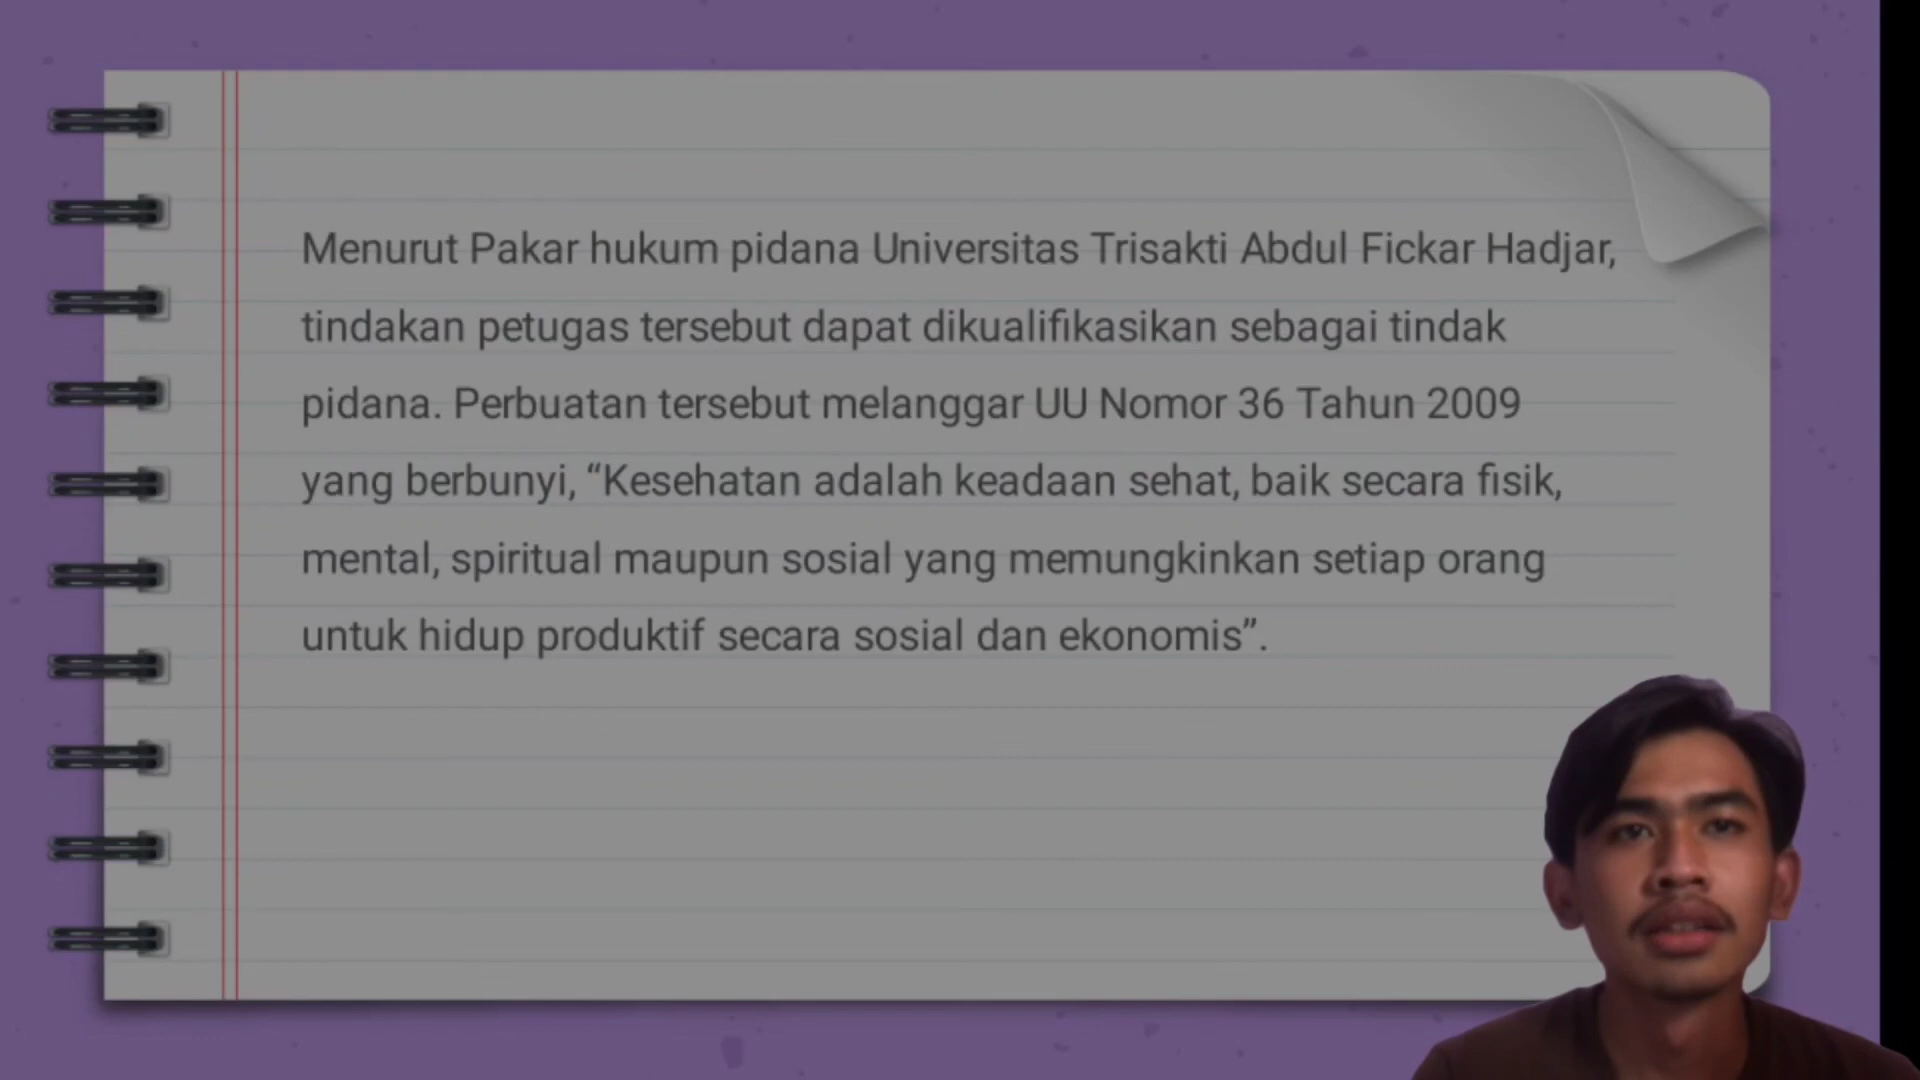 Menurut Pakar hukum pidana Universitas Trisakti Abdul Fickar Hadjar,
tindakan petugas tersebut dapat dikualifikasikan sebagai tindak
pidana. Perbuatan tersebut melanggar UU Nomor 36 Tahun 2009
yang berbunyi, “Kesehatan adalah keadaan sehat, baik secara fisik,
mental, spiritual maupun sosial yang memungkinkan setiap orang
untuk hidup produktif secara sosial dan ekonomis”.